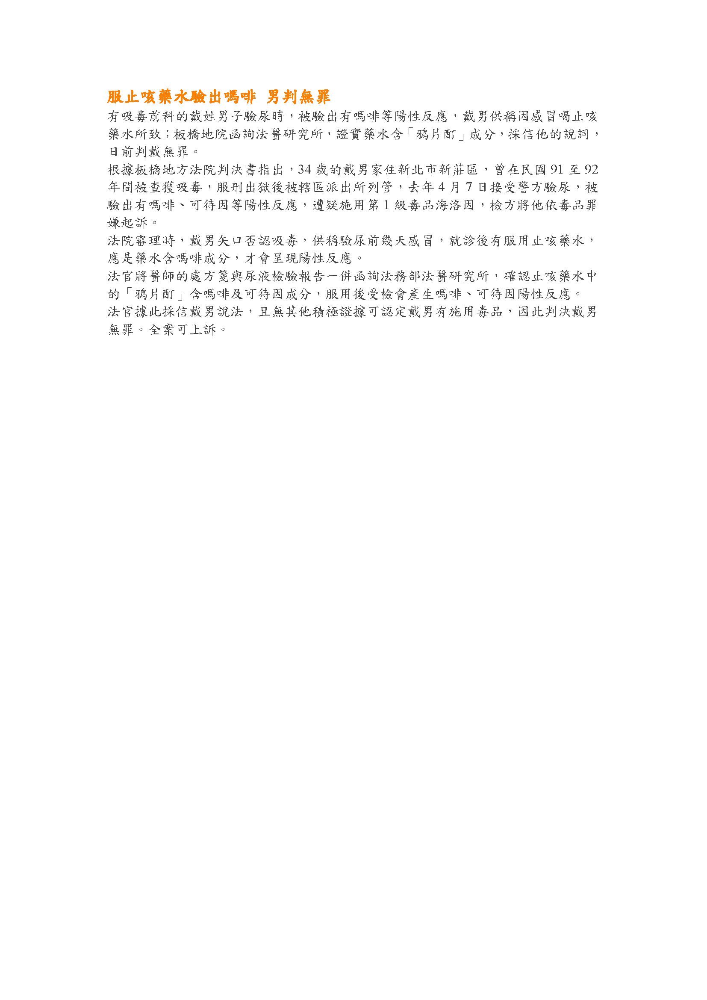 服止咳藥水驗出嗎啡 男判無罪
有吸毒前科的戴姓男子驗尿時，被驗出有嗎啡等陽性反應，戴男供稱因感冒喝止咳
藥水所致；板橋地院函詢法醫研究所，證實藥水含「鴉片酊」成分，採信他的說詞，
日前判戴無罪。
根據板橋地方法院判決書指出，34 歲的戴男家住新北市新莊區，曾在民國 91 至 92
年間被查獲吸毒，服刑出獄後被轄區派出所列管，去年 4 月 7 日接受警方驗尿，被
驗出有嗎啡、可待因等陽性反應，遭疑施用第 1 級毒品海洛因，檢方將他依毒品罪
嫌起訴。
法院審理時，戴男矢口否認吸毒，供稱驗尿前幾天感冒，就診後有服用止咳藥水，
應是藥水含嗎啡成分，才會呈現陽性反應。
法官將醫師的處方箋與尿液檢驗報告一併函詢法務部法醫研究所，確認止咳藥水中
的「鴉片酊」含嗎啡及可待因成分，服用後受檢會產生嗎啡、可待因陽性反應。
法官據此採信戴男說法，且無其他積極證據可認定戴男有施用毒品，因此判決戴男
無罪。全案可上訴。